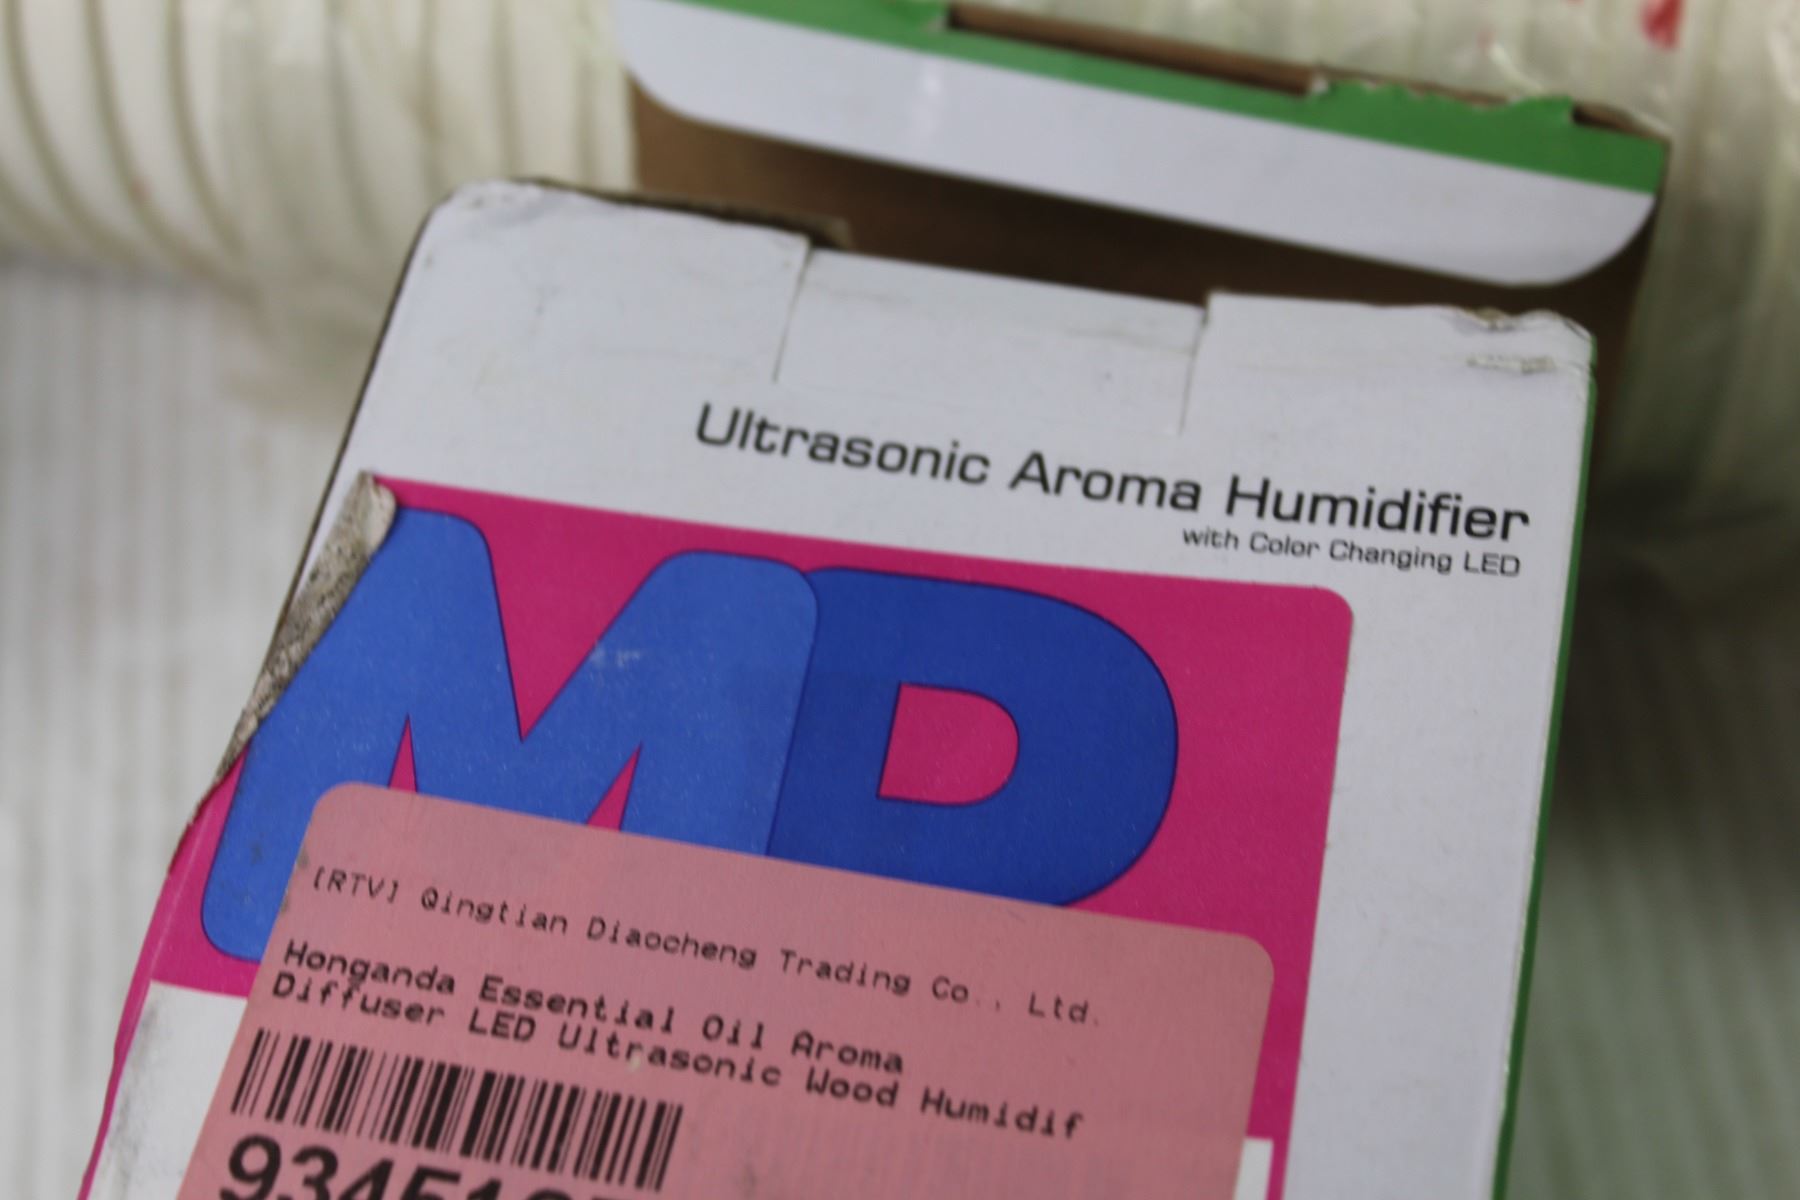 Ultrasonic Aroma Humidifier
with Color Changing LED
MD
[RTV] Qingtian Diaocheng Trading Co., Ltd.
Honganda Essential Oil Aroma
Diffuser LED Ultrasonic Wood Humidif